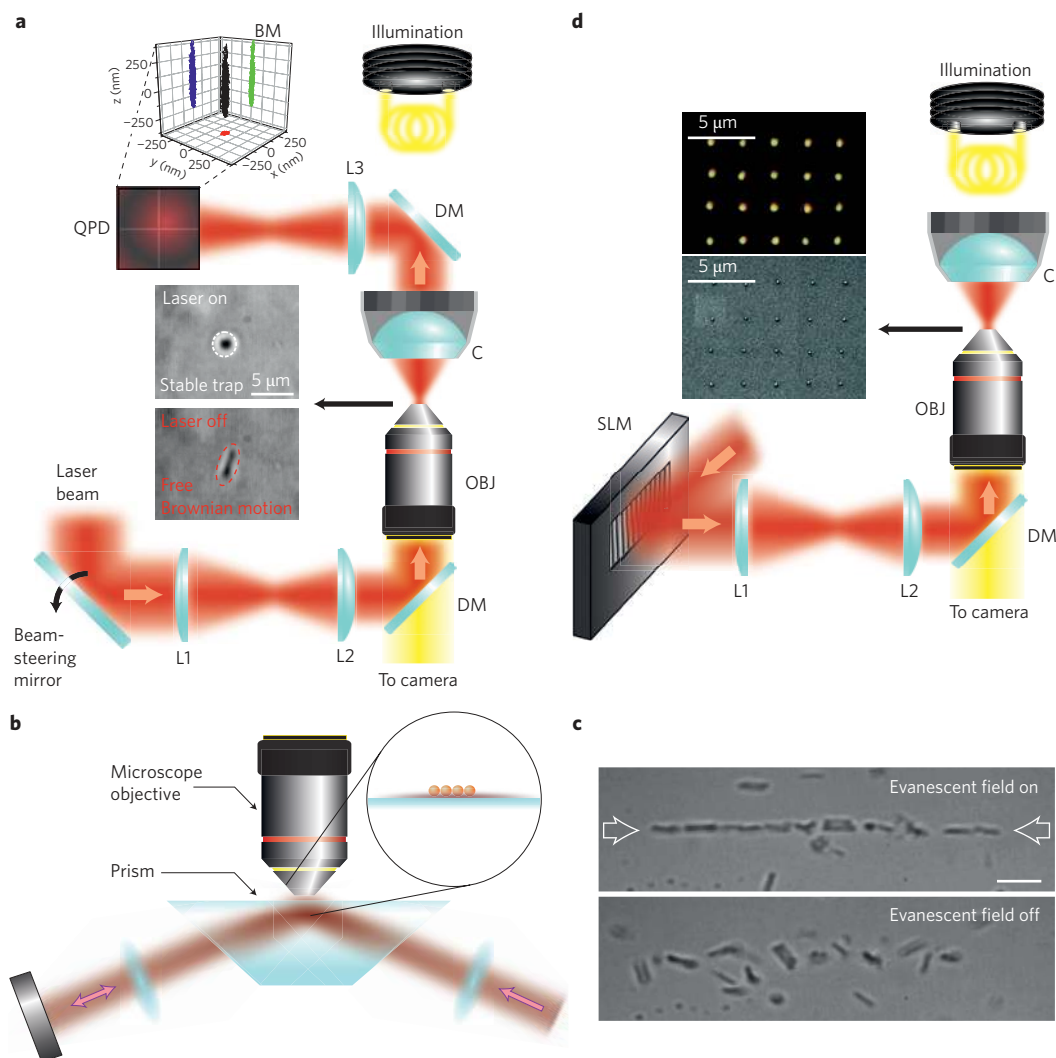 a
BM
250
0
−250
z (nm)
−250
0
250
y (nm)
−250
0
250
x (nm)
Illumination
QPD
L3
DM
Laser on
Stable trap
5 µm
C
Laser off
Free
Brownian motion
OBJ
Laser
beam
Beam-
steering
mirror
L1
L2
DM
To camera
d
Illumination
5 µm
5 µm
C
SLM
OBJ
L1
L2
DM
To camera
b
Microscope
objective
Prism
c
Evanescent field on
Evanescent field off